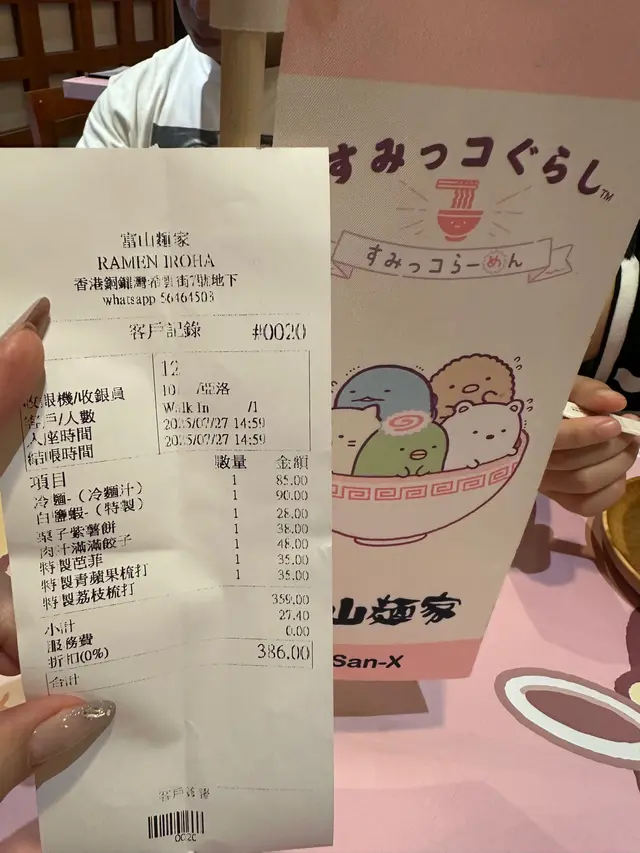 富山麵家
RAMEN IROHA
香港銅鑼灣希雲街7號地下
whatsapp 56464503
客戶記錄 #0020
12
收銀機/收銀員 10 /亞洛
客戶/人數 Walk In /1
入座時間 2025/07/27 14:59
結賬時間 2025/07/27 14:59
項目 數量 金額
冷麵-(冷麵汁) 1 85.00
白鹽蝦-(特製) 1 90.00
栗子紫薯餅 1 28.00
肉汁滿滿餃子 1 38.00
特製芭菲 1 48.00
特製青蘋果梳打 1 35.00
特製荔枝梳打 1 35.00
小計 359.00
服務費 27.40
折扣(0%) 0.00
合計 386.00
0020
すみっコぐらし TM
すみっコらーめん
山麵家
San-X